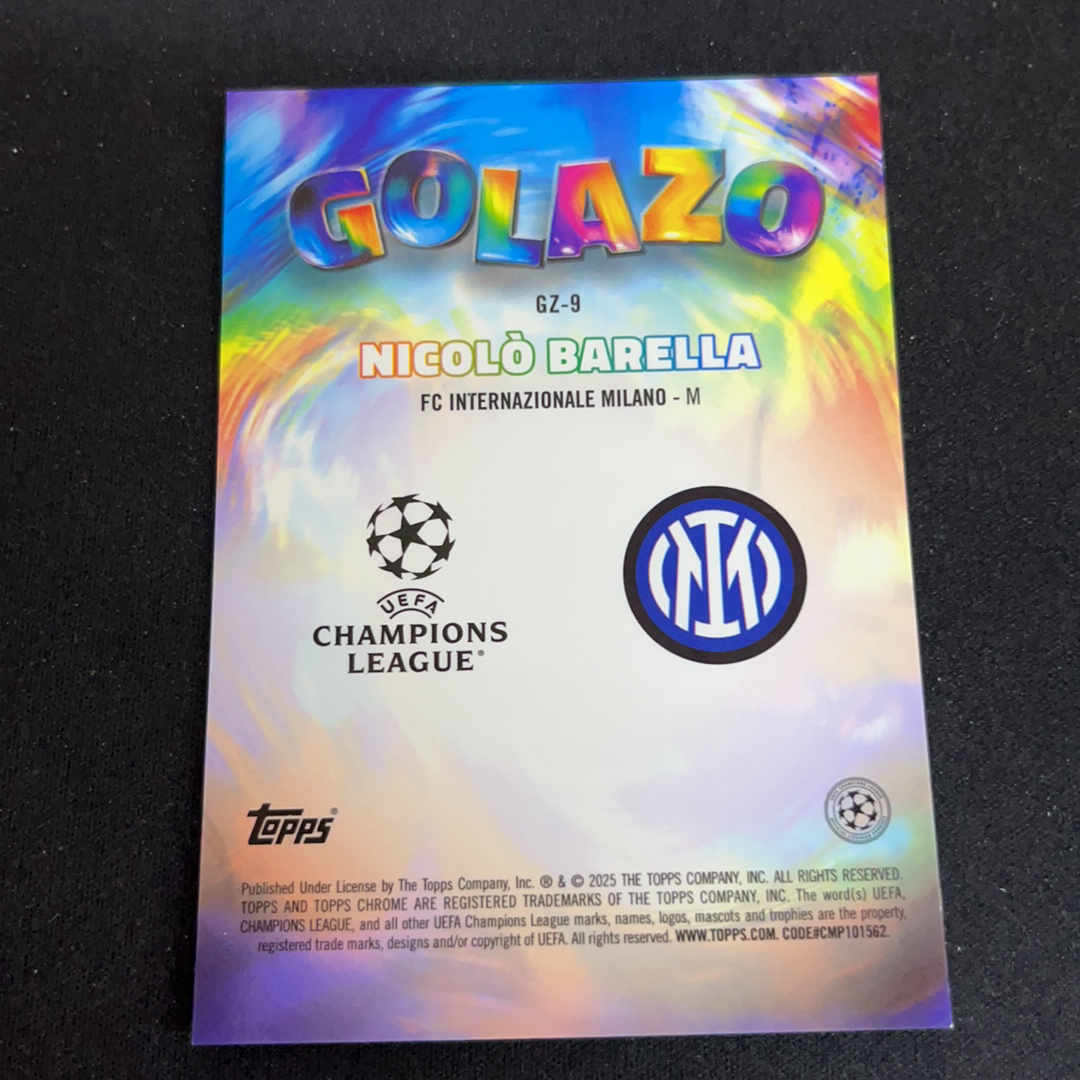 GOLAZO
GZ-9
NICOLÒ BARELLA
FC INTERNAZIONALE MILANO - M
UEFA
CHAMPIONS
LEAGUE®
TOPPS®
Published Under License by The Topps Company, Inc. ® & © 2025 THE TOPPS COMPANY, INC. ALL RIGHTS RESERVED.
TOPPS AND TOPPS CHROME ARE REGISTERED TRADEMARKS OF THE TOPPS COMPANY, INC. The word(s) UEFA,
CHAMPIONS LEAGUE, and all other UEFA Champions League marks, names, logos, mascots and trophies are the property,
registered trade marks, designs and/or copyright of UEFA. All rights reserved. WWW.TOPPS.COM. CODE#CMP101562.